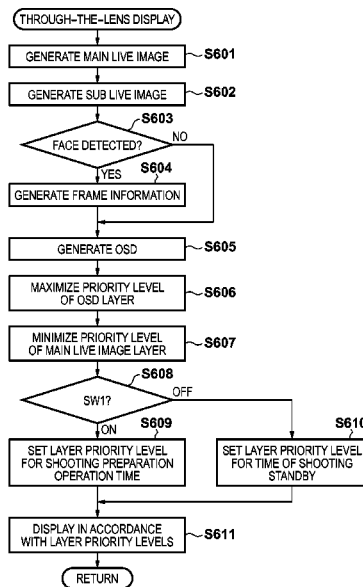 THROUGH-THE-LENS DISPLAY
GENERATE MAIN LIVE IMAGE
S601
GENERATE SUB LIVE IMAGE
S602
S603
FACE DETECTED?
NO
YES
S604
GENERATE FRAME INFORMATION
GENERATE OSD
S605
MAXIMIZE PRIORITY LEVEL
OF OSD LAYER
S606
MINIMIZE PRIORITY LEVEL
OF MAIN LIVE IMAGE LAYER
S607
S608
SW1?
OFF
ON
S609
S610
SET LAYER PRIORITY LEVEL
FOR SHOOTING PREPARATION
OPERATION TIME
SET LAYER PRIORITY LEVEL
FOR TIME OF SHOOTING
STANDBY
DISPLAY IN ACCORDANCE
WITH LAYER PRIORITY LEVELS
S611
RETURN